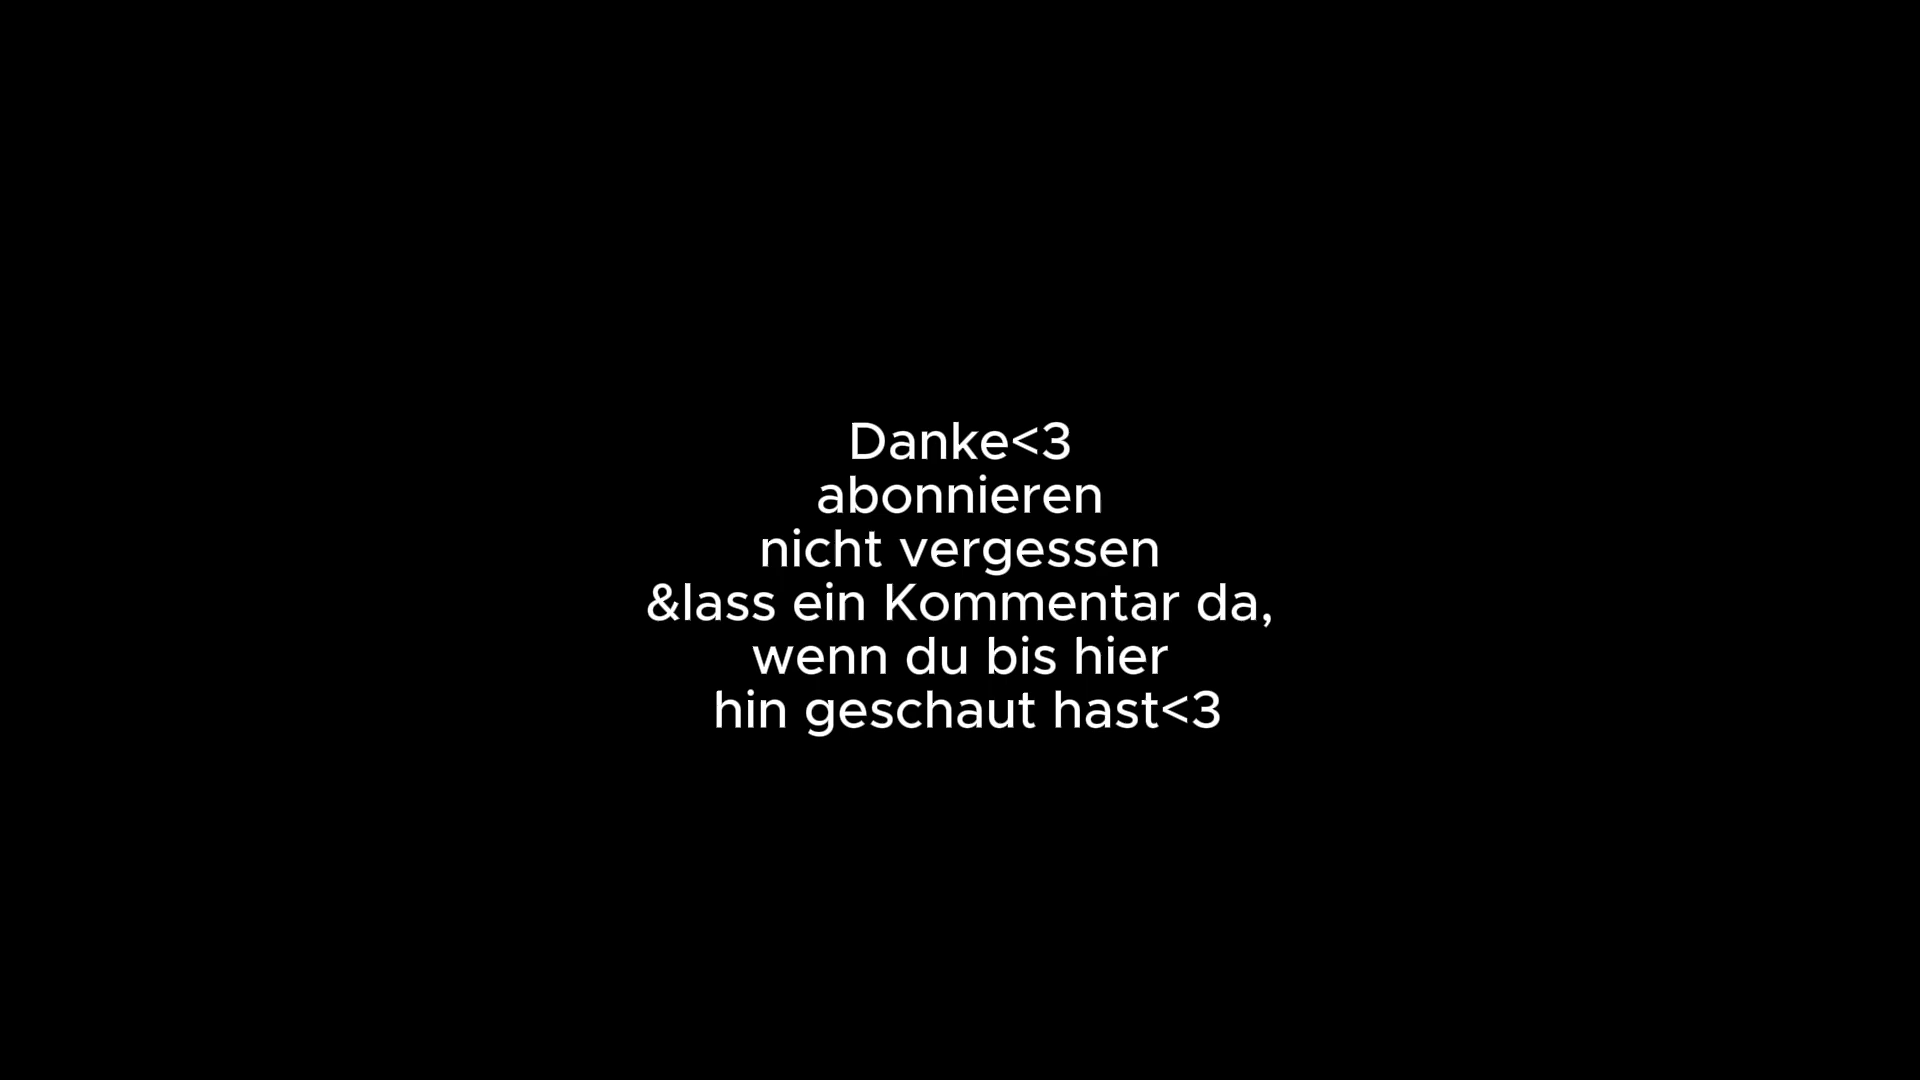 Danke<3
abonnieren
nicht vergessen
&lass ein Kommentar da,
wenn du bis hier
hin geschaut hast<3